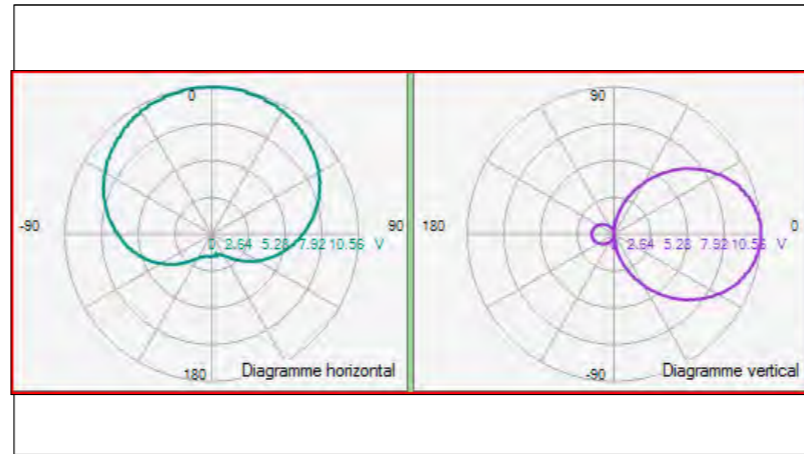 0
-90
90
0 2.64 5.28 7.92 10.56 V
180
Diagramme horizontal
90
180
0
2.64 5.28 7.92 10.56 V
-90
Diagramme vertical